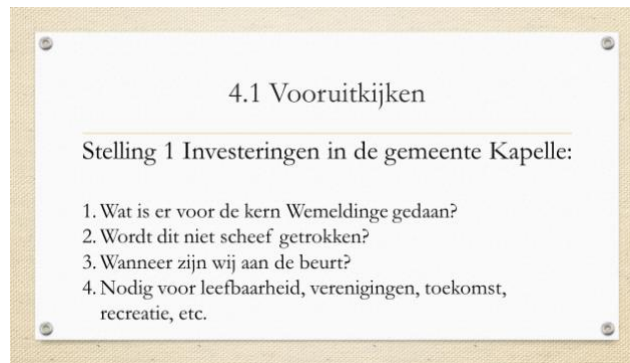 4.1 Vooruitkijken
Stelling 1 Investeringen in de gemeente Kapelle:
1. Wat is er voor de kern Wemeldinge gedaan?
2. Wordt dit niet scheef getrokken?
3. Wanneer zijn wij aan de beurt?
4. Nodig voor leefbaarheid, verenigingen, toekomst,
recreatie, etc.